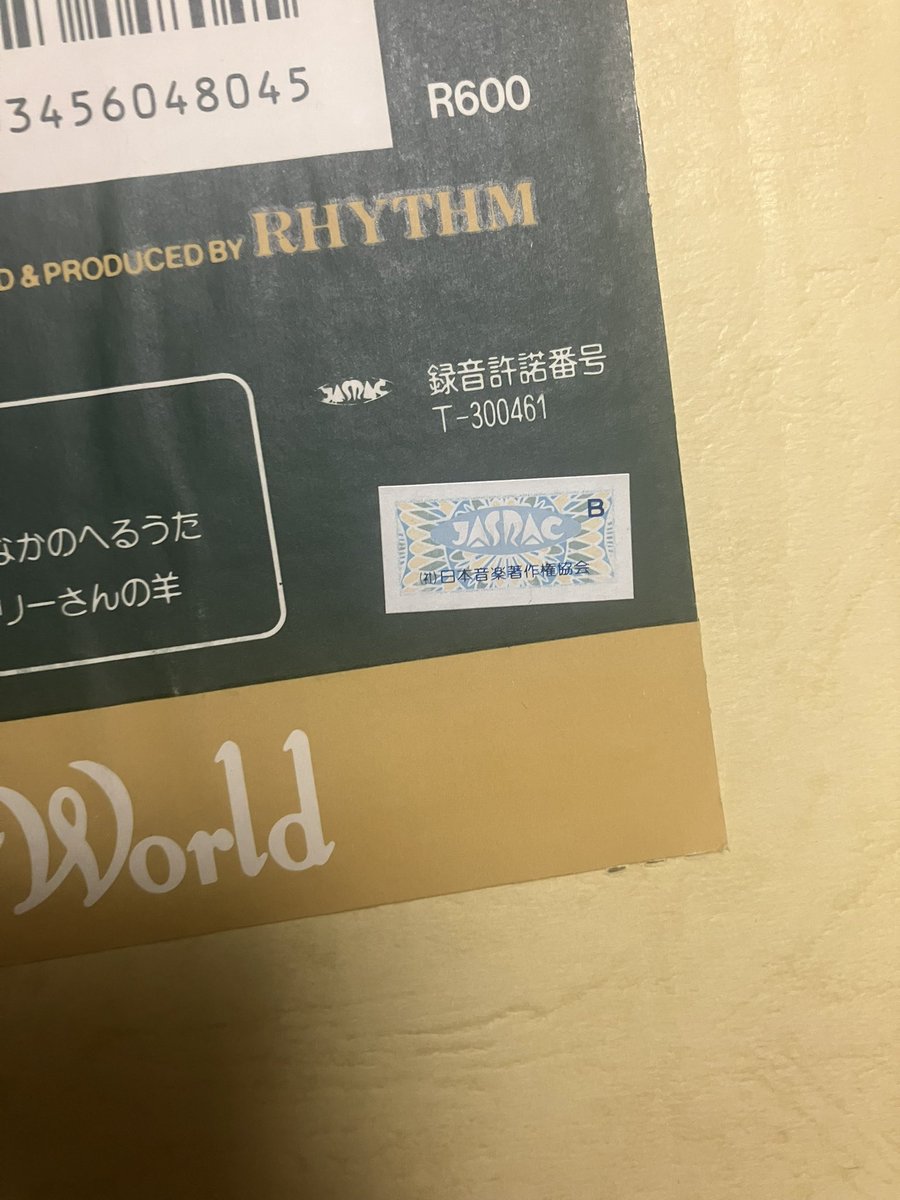 3456048045
R600
D & PRODUCED BY RHYTHM
JASRAC 録音許諾番号
T-300461
なかのへるうた
リーさんの羊
JASRAC
B
㈳日本音楽著作権協会
World